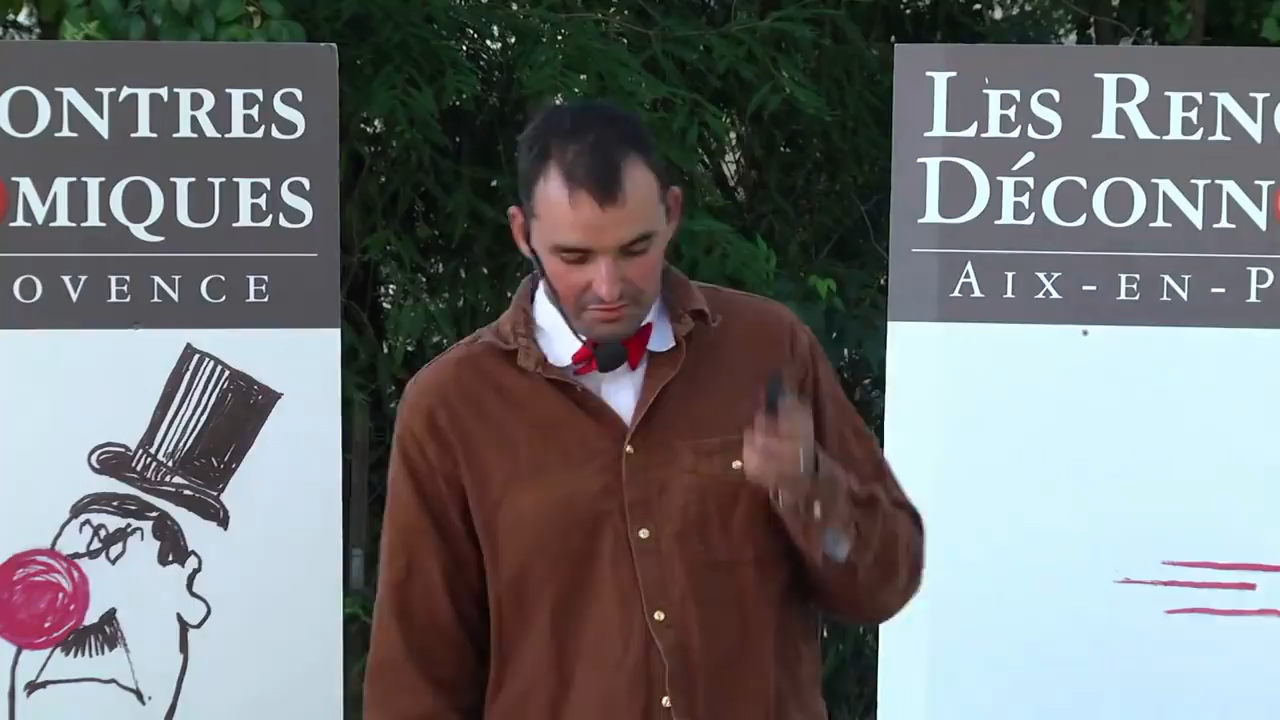 ONTRES
MIQUES
OVENCE
LES RENC
DÉCONN
AIX-EN-P